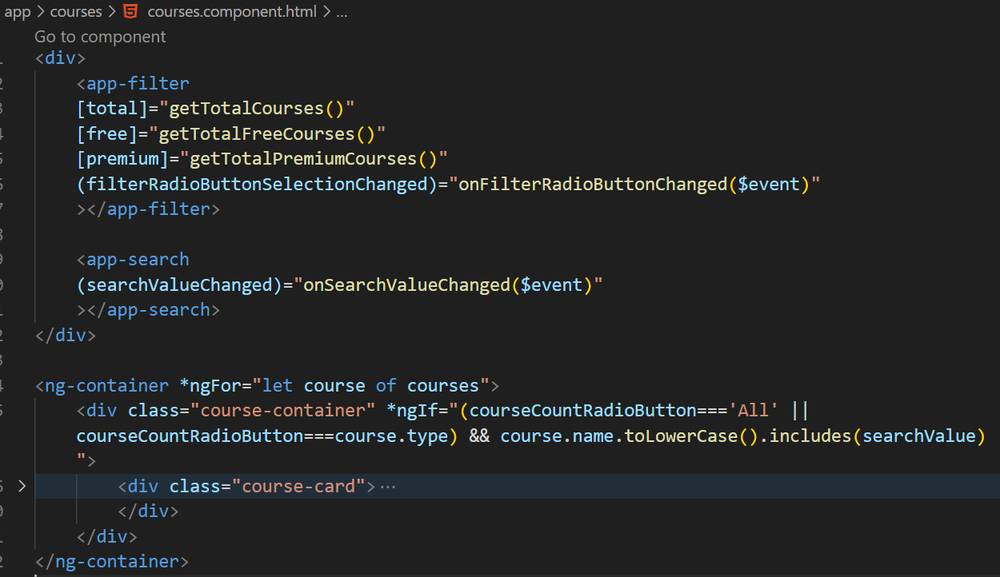 app > courses > courses.component.html > ...
Go to component
<div>
<app-filter
[total]="getTotalCourses()"
[free]="getTotalFreeCourses()"
[premium]="getTotalPremiumCourses()"
(filterRadioButtonSelectionChanged)="onFilterRadioButtonChanged($event)"
></app-filter>
<app-search
(searchValueChanged)="onSearchValueChanged($event)"
></app-search>
</div>
<ng-container *ngFor="let course of courses">
<div class="course-container" *ngIf="(courseCountRadioButton==='All' ||
courseCountRadioButton===course.type) && course.name.toLowerCase().includes(searchValue)
">
<div class="course-card">...
</div>
</div>
</ng-container>